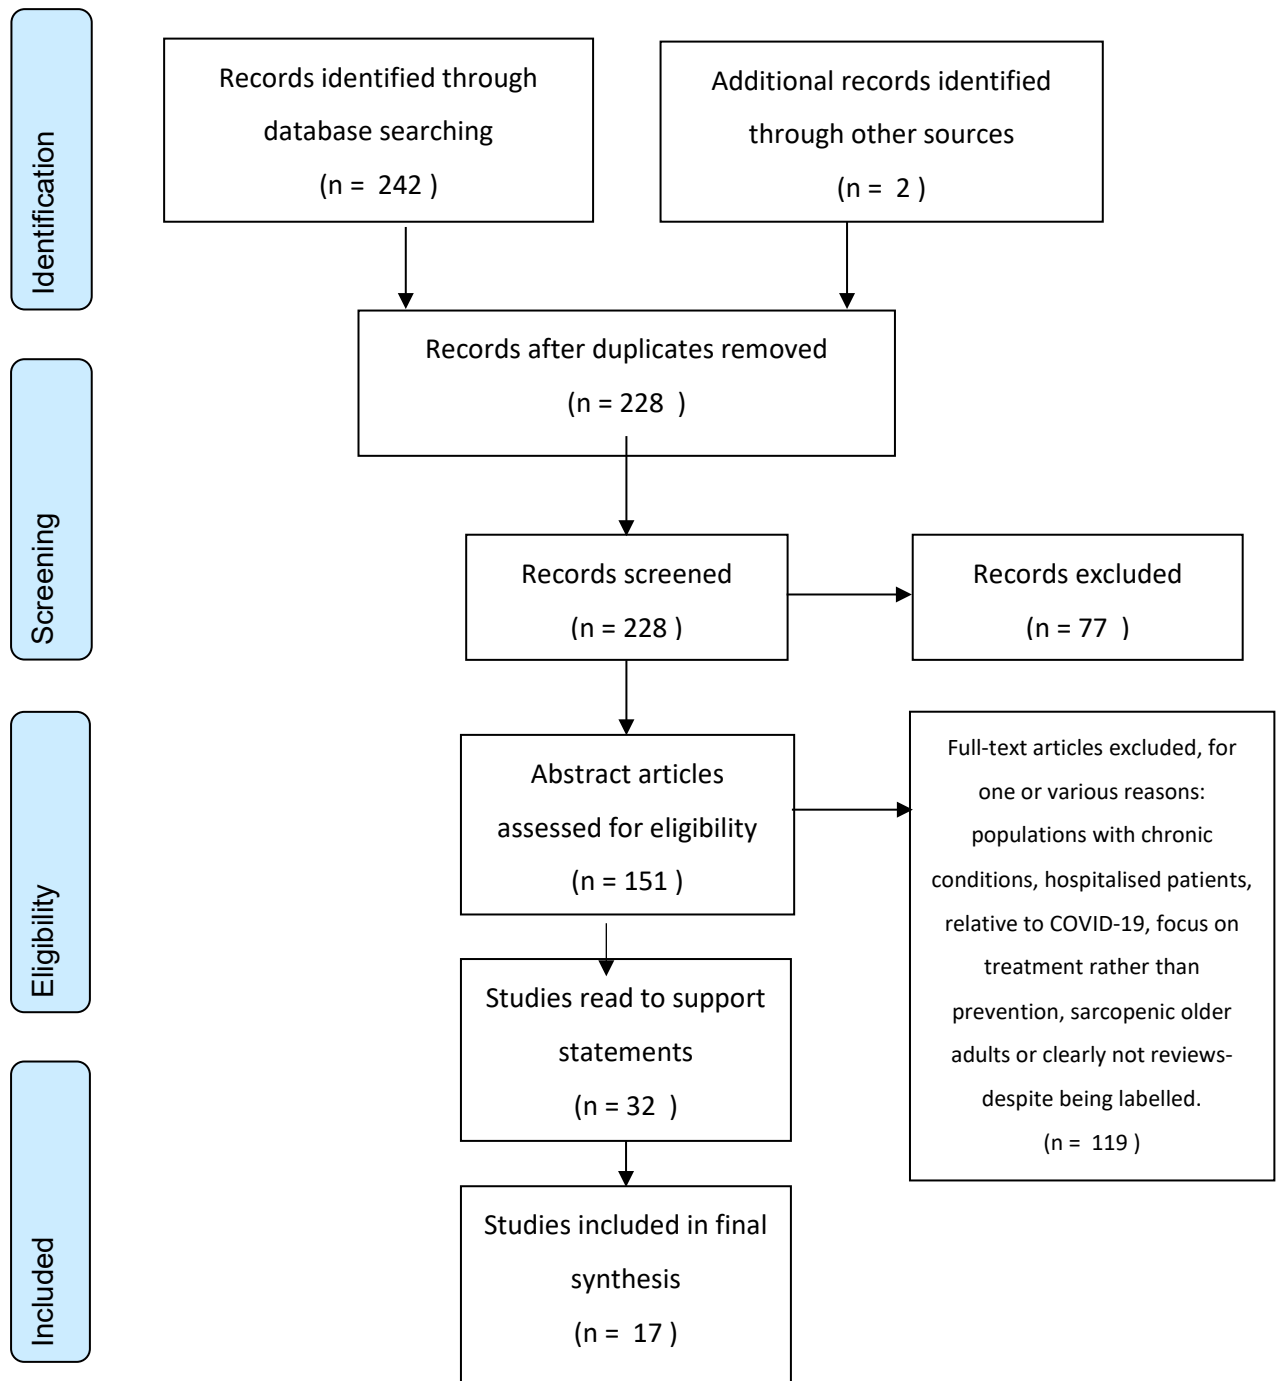 Identification
Records identified through
database searching
(n = 242 )
Additional records identified
through other sources
(n = 2 )
Records after duplicates removed
(n = 228 )
Screening
Records screened
(n = 228 )
Records excluded
(n = 77 )
Eligibility
Abstract articles
assessed for eligibility
(n = 151 )
Full-text articles excluded, for
one or various reasons:
populations with chronic
conditions, hospitalised patients,
relative to COVID-19, focus on
treatment rather than
prevention, sarcopenic older
adults or clearly not reviews-
despite being labelled.
(n = 119 )
Studies read to support
statements
(n = 32 )
Included
Studies included in final
synthesis
(n = 17 )